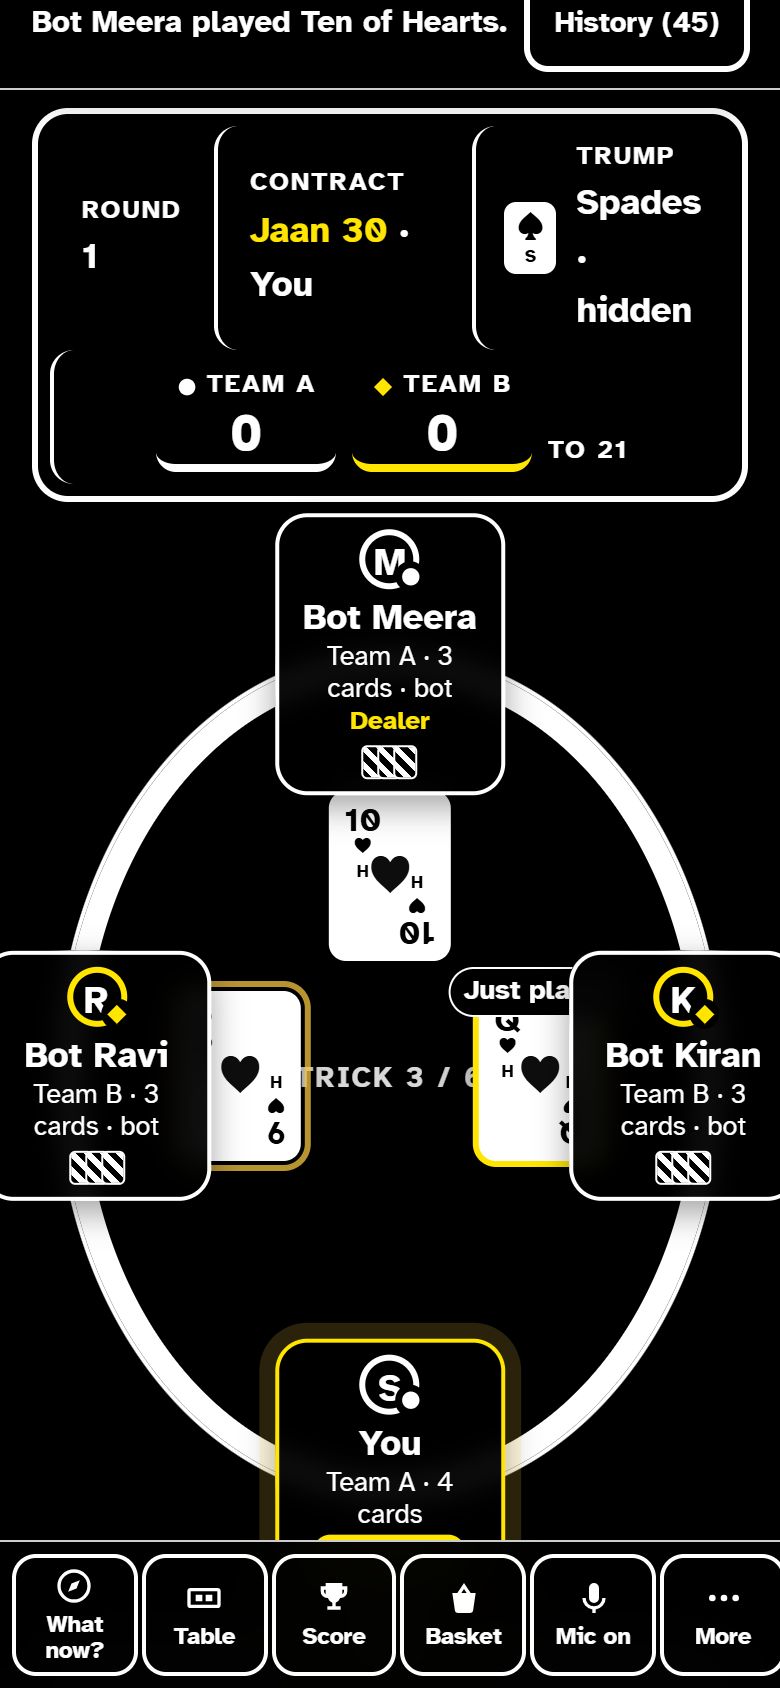 Bot Meera played Ten of Hearts.
History (45)
ROUND
1
CONTRACT
Jaan 30 ·
You
S
TRUMP
Spades
·
hidden
TEAM A
0
TEAM B
0
TO 21
M
Bot Meera
Team A · 3
cards · bot
Dealer
10
H
H
10
R
Bot Ravi
Team B · 3
cards · bot
H
9
TRICK 3 / 6
Just pla
Q
H
Q
K
Bot Kiran
Team B · 3
cards · bot
S
You
Team A · 4
cards
What
now?
Table
Score
Basket
Mic on
More